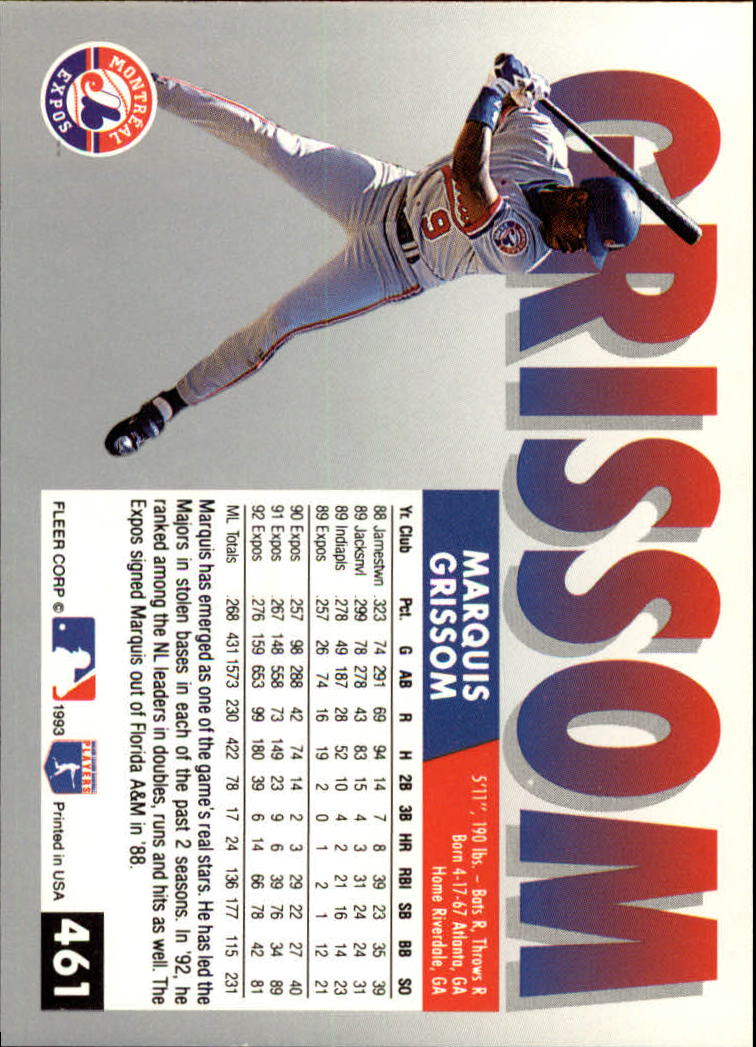 GRISSOM
MONTRÉAL
EXPOS
9
MARQUIS
GRISSOM
5'11", 190 lbs. – Bats R, Throws R
Born 4-17-67 Atlanta, GA
Home Riverdale, GA
Yr. Club Pct. G AB R H 2B 3B HR RBI SB BB SO
88 Jamestwn .323 74 291 69 94 14 7 8 39 23 35 39
89 Jacksnvl .299 78 278 43 83 15 4 3 31 24 24 31
89 Indiapls .278 49 187 28 52 10 4 2 21 16 14 23
89 Expos .257 26 74 16 19 2 0 1 2 1 12 21
90 Expos .257 98 288 42 74 14 2 3 29 22 27 40
91 Expos .267 148 558 73 149 23 9 6 39 76 34 89
92 Expos .276 159 653 99 180 39 6 14 66 78 42 81
ML Totals .268 431 1573 230 422 78 17 24 136 177 115 231
Marquis has emerged as one of the game's real stars. He has led the
Majors in stolen bases in each of the past 2 seasons. In '92, he
ranked among the NL leaders in doubles, runs and hits as well. The
Expos signed Marquis out of Florida A&M in '88.
FLEER CORP © 1993 PLAYERS Printed in USA 461